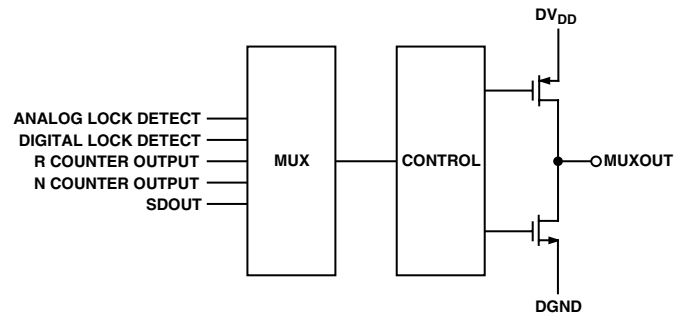 DVDD
ANALOG LOCK DETECT
DIGITAL LOCK DETECT
R COUNTER OUTPUT
N COUNTER OUTPUT
SDOUT
MUX
CONTROL
MUXOUT
DGND